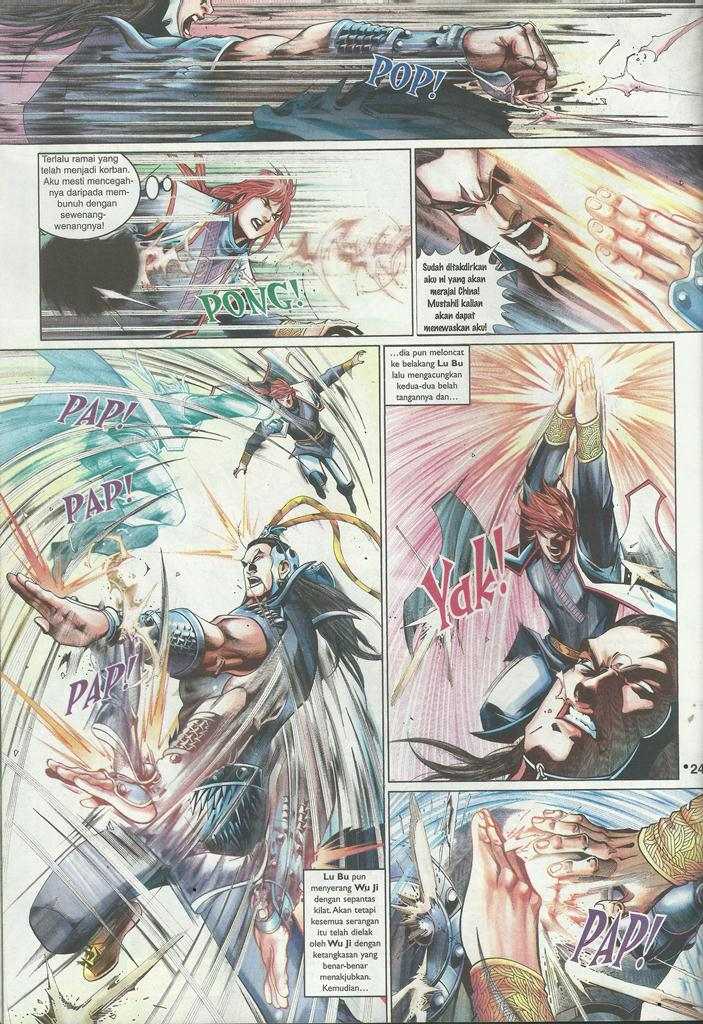 POP!
Terlalu ramai yang
telah menjadi korban.
Aku mesti mencegah-
nya daripada mem-
bunuh dengan
sewenang-
wenangnya!
PONG!
Sudah ditakdirkan
aku ni yang akan
merajai China!
Mustahil kalian
akan dapat
menewaskan aku!
PAP!
PAP!
PAP!
Lu Bu pun
menyerang Wu Ji
dengan sepantas
kilat. Akan tetapi
kesemua serangan
itu telah dielak
oleh Wu Ji dengan
ketangkasan yang
benar-benar
menakjubkan.
Kemudian...
...dia pun meloncat
ke belakang Lu Bu
lalu mengacungkan
kedua-dua belah
tangannya dan...
Yak!
•24
PAP!